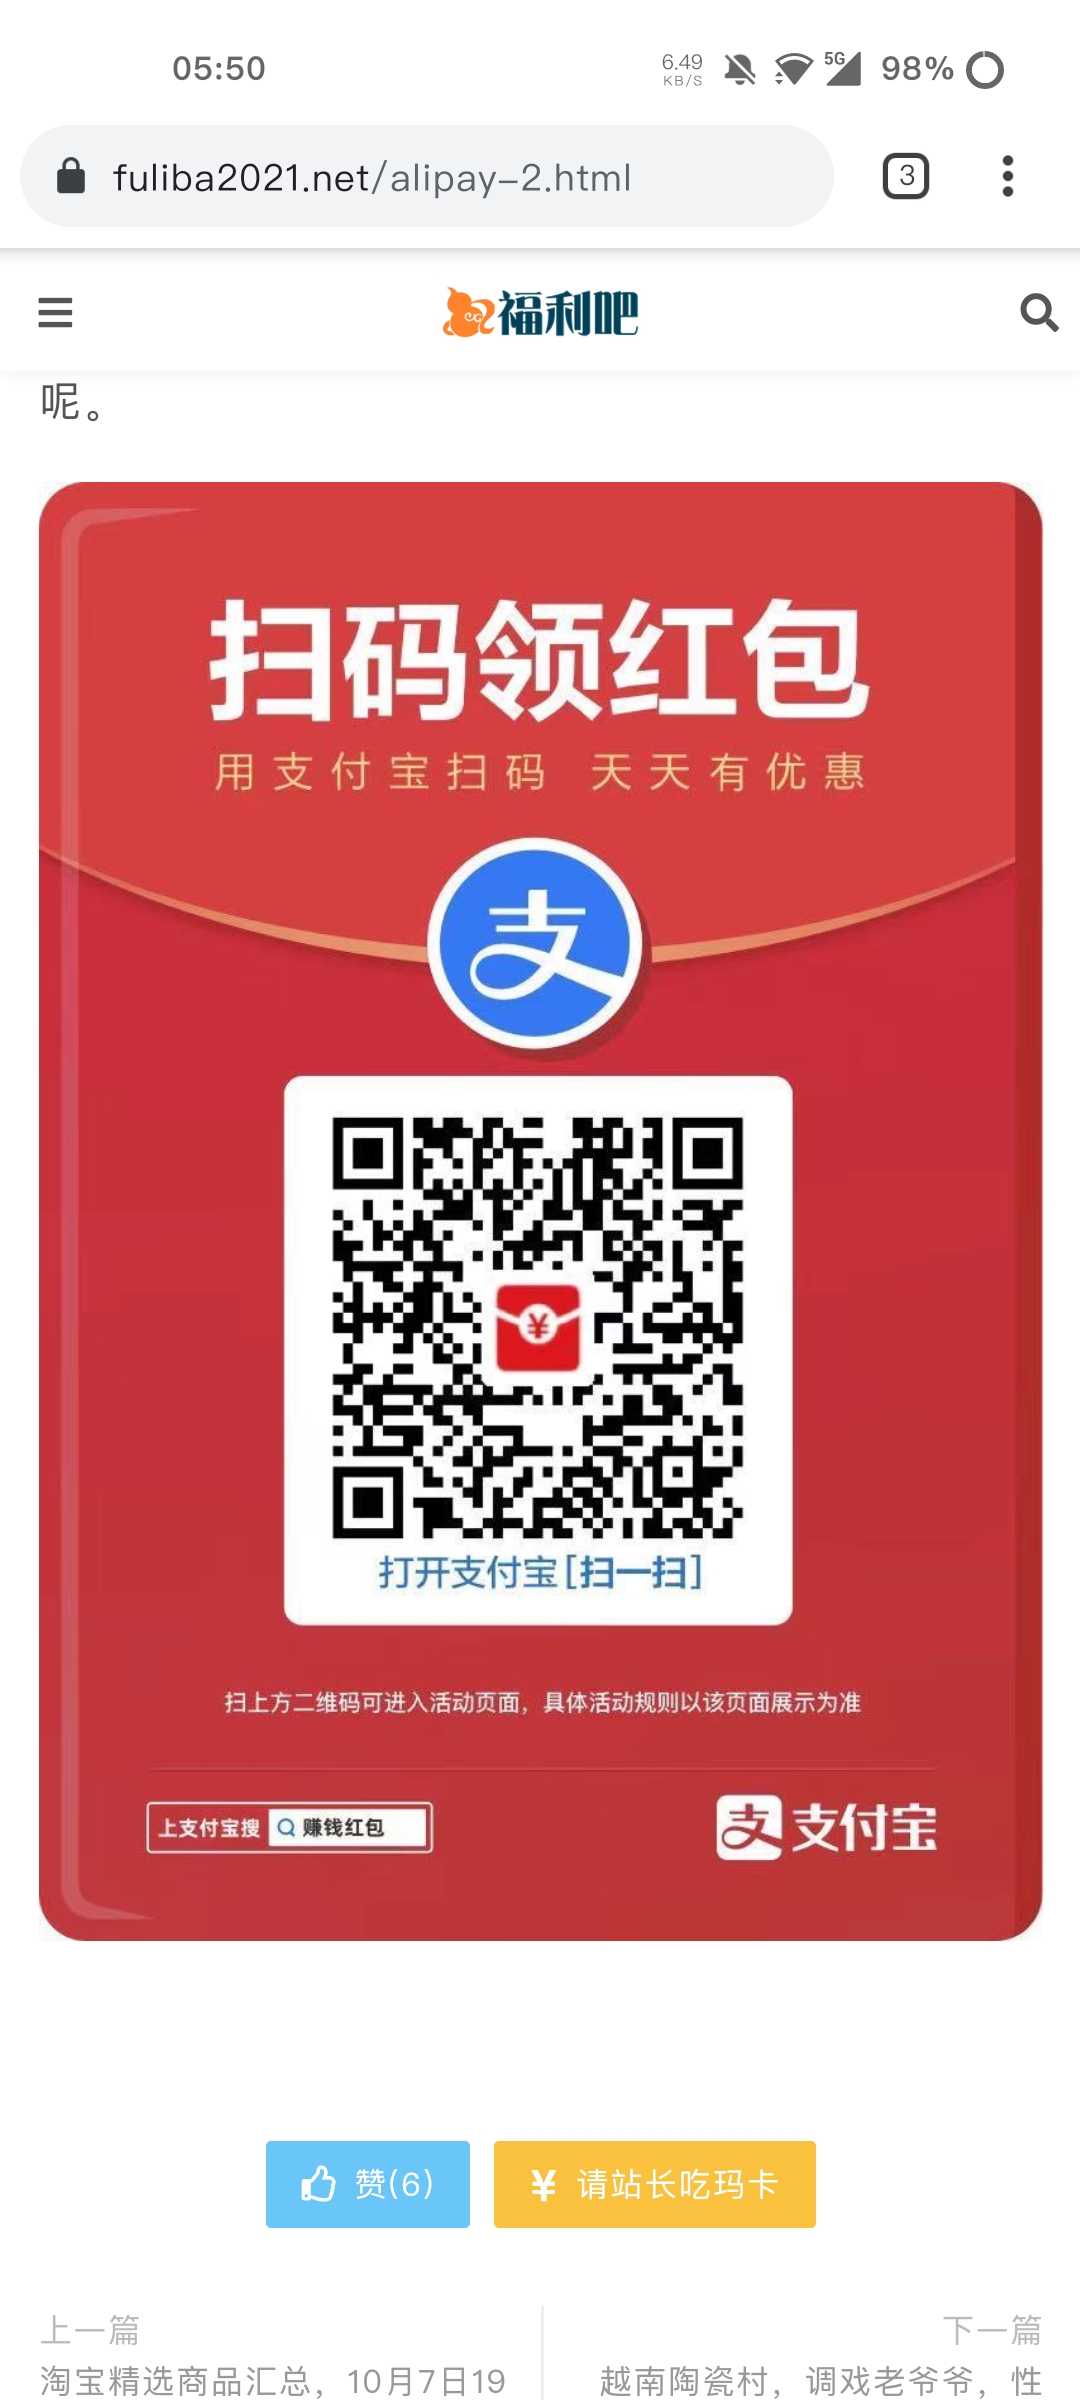 05:50
6.49
KB/S
5G
98%
fuliba2021.net/alipay-2.html
3
福利吧
呢。
扫码领红包
用支付宝扫码 天天有优惠
支
¥
打开支付宝[扫一扫]
扫上方二维码可进入活动页面，具体活动规则以该页面展示为准
上支付宝搜 赚钱红包
支 支付宝
赞(6)
¥ 请站长吃玛卡
上一篇
下一篇
淘宝精选商品汇总，10月7日19
越南陶瓷村，调戏老爷爷，性